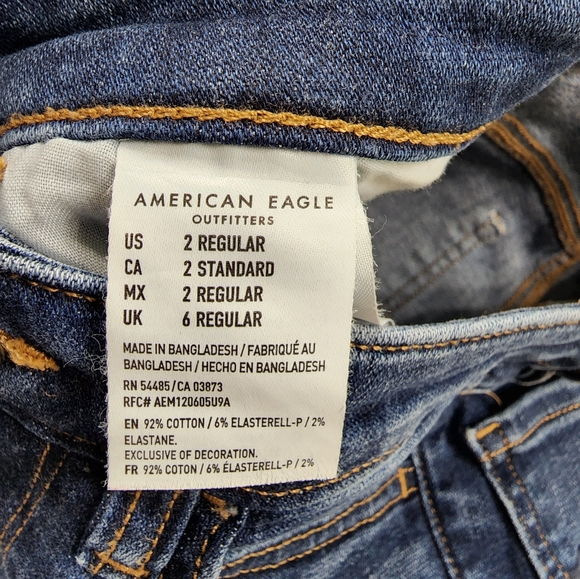 AMERICAN EAGLE
OUTFITTERS
US 2 REGULAR
CA 2 STANDARD
MX 2 REGULAR
UK 6 REGULAR
MADE IN BANGLADESH / FABRIQUÉ AU
BANGLADESH / HECHO EN BANGLADESH
RN 54485/CA 03873
RFC# AEM120605U9A
EN 92% COTTON / 6% ELASTERELL-P / 2%
ELASTANE.
EXCLUSIVE OF DECORATION.
FR 92% COTON / 6% ÉLASTERELL-P / 2%